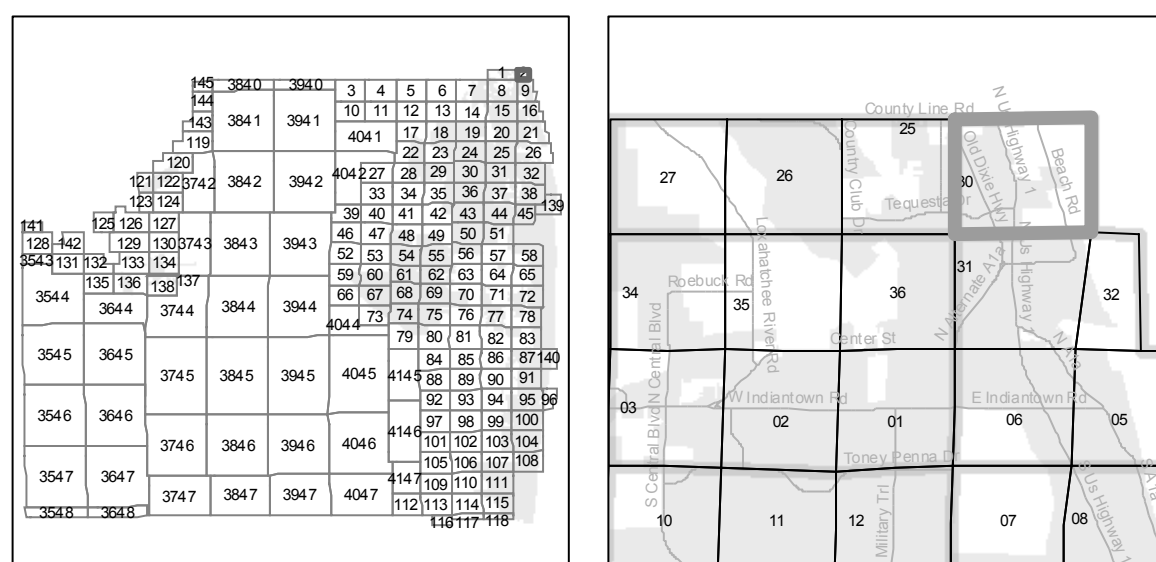 1
145 3840 3940 3 4 5 6 7 8 9
144 10 11 12 13 14 15 16
143 3841 3941 4041 17 18 19 20 21
119 22 23 24 25 26
120 3742 3842 3942 4042 27 28 29 30 31 32
121 122 33 34 35 36 37 38
123 124 139
39 40 41 42 43 44 45
141 125 126 127 46 47 48 49 50 51
128 142 129 130 3743 3843 3943 52 53 54 55 56 57 58
3543 131 132 133 134 59 60 61 62 63 64 65
135 136 138 137 66 67 68 69 70 71 72
3544 3644 3744 3844 3944 73 74 75 76 77 78
4044 79 80 81 82 83
3545 3645 84 85 86 87 140
3745 3845 3945 4045 4145 88 89 90 91
92 93 94 95 96
3546 3646 97 98 99 100
3746 3846 3946 4046 4146 101 102 103 104
105 106 107 108
3547 3647 4147 109 110 111
3747 3847 3947 4047 112 113 114 115
3548 3648 116 117 118
County Line Rd
N US Highway 1
25
Country Club Dr
Old Dixie Hwy
Beach Rd
27
26
30
Tequesta Dr
Loxahatchee River Rd
N Us Highway 1
N Alternate A1a
31
Roebuck Rd
34
35
36
32
N Central Blvd
Center St
N A1a
W Indiantown Rd
E Indiantown Rd
03
02
01
06
05
S Central Blvd
Toney Penna Dr
Military Trl
S Us Highway 1
S A1a
10
11
12
07
08